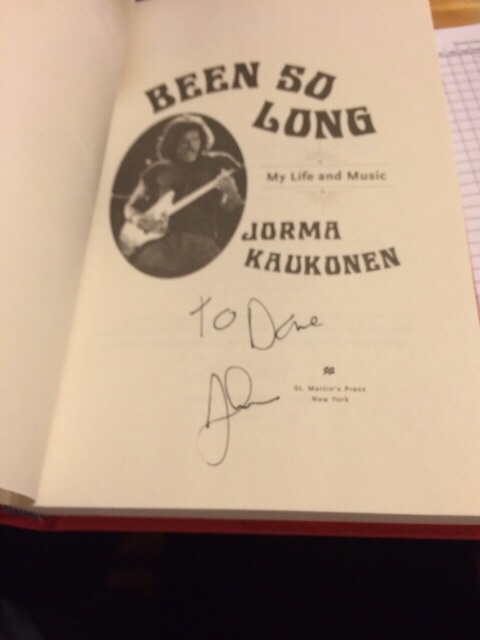 BEEN SO
LONG
My Life and Music
JORMA
KAUKONEN
To Dave
St. Martin's Press
New York